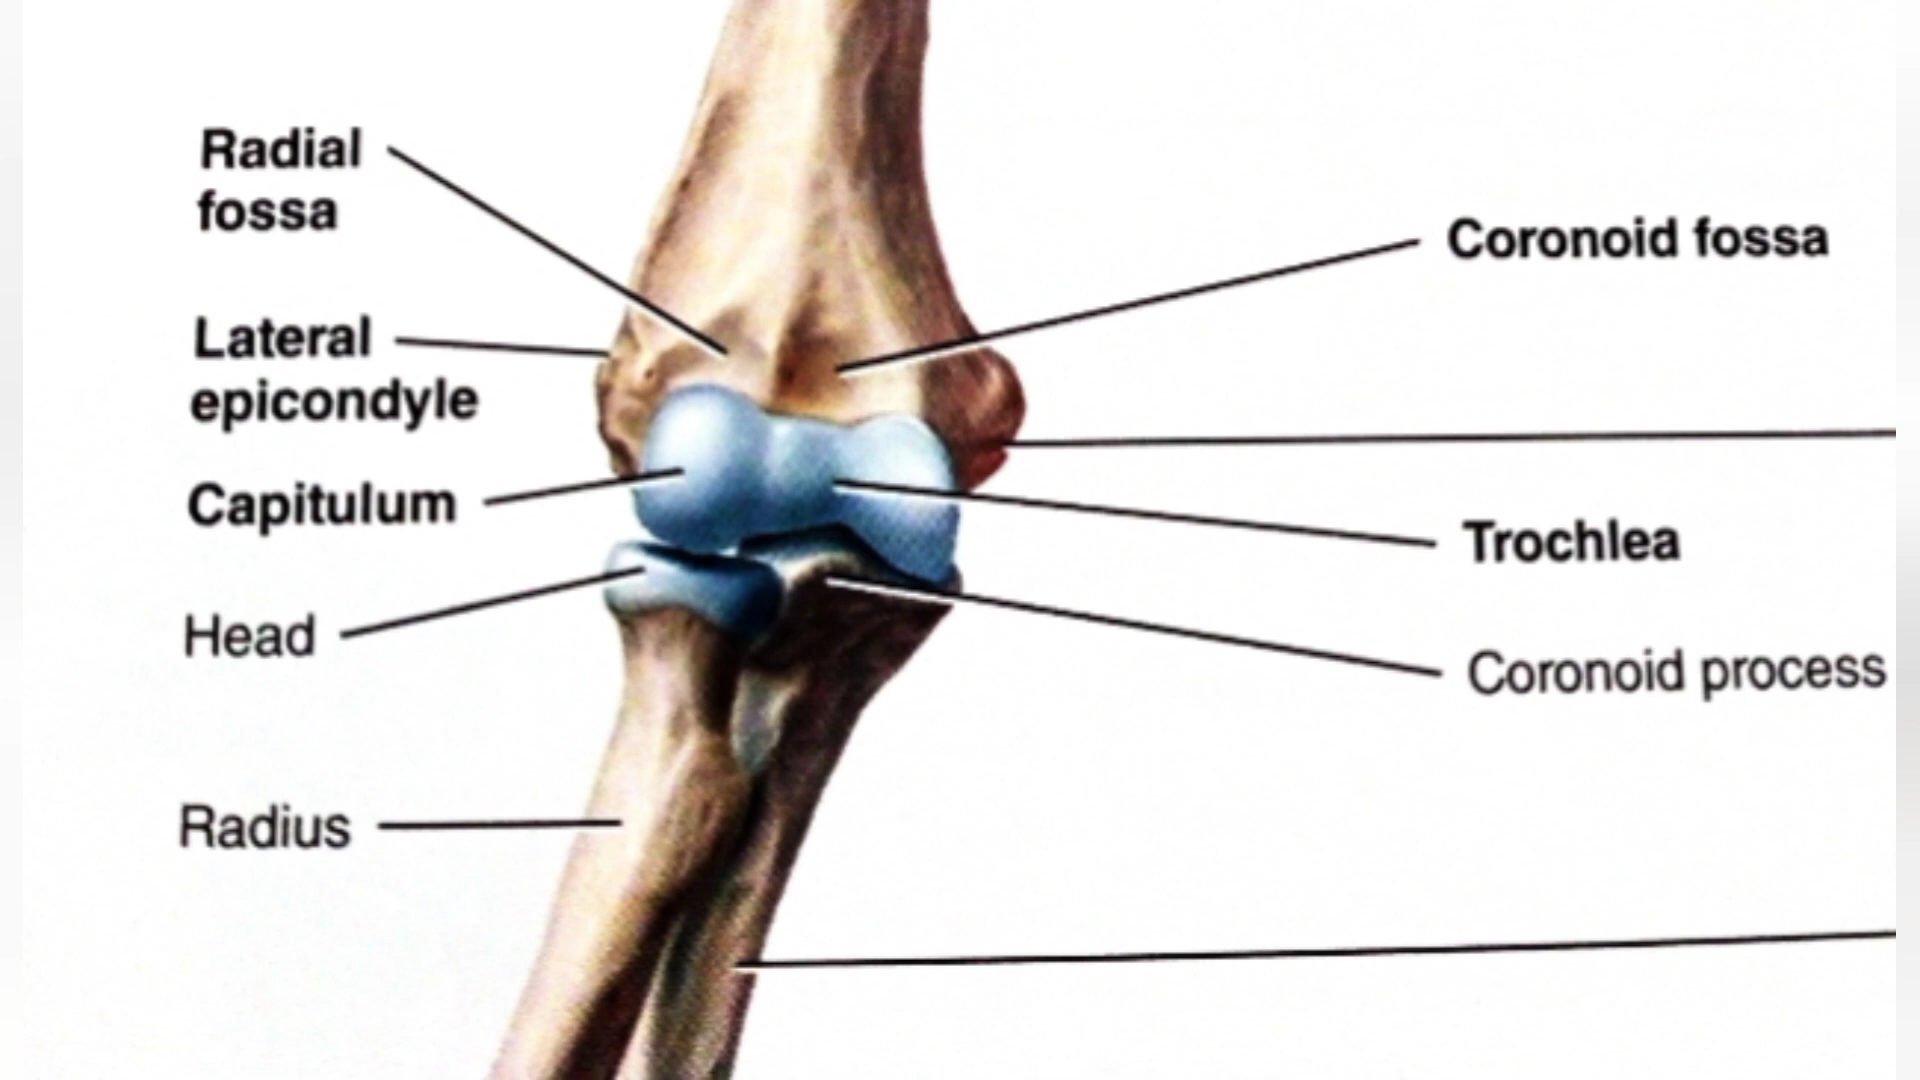 Radial
fossa
Coronoid fossa
Lateral
epicondyle
Capitulum
Trochlea
Head
Coronoid process
Radius